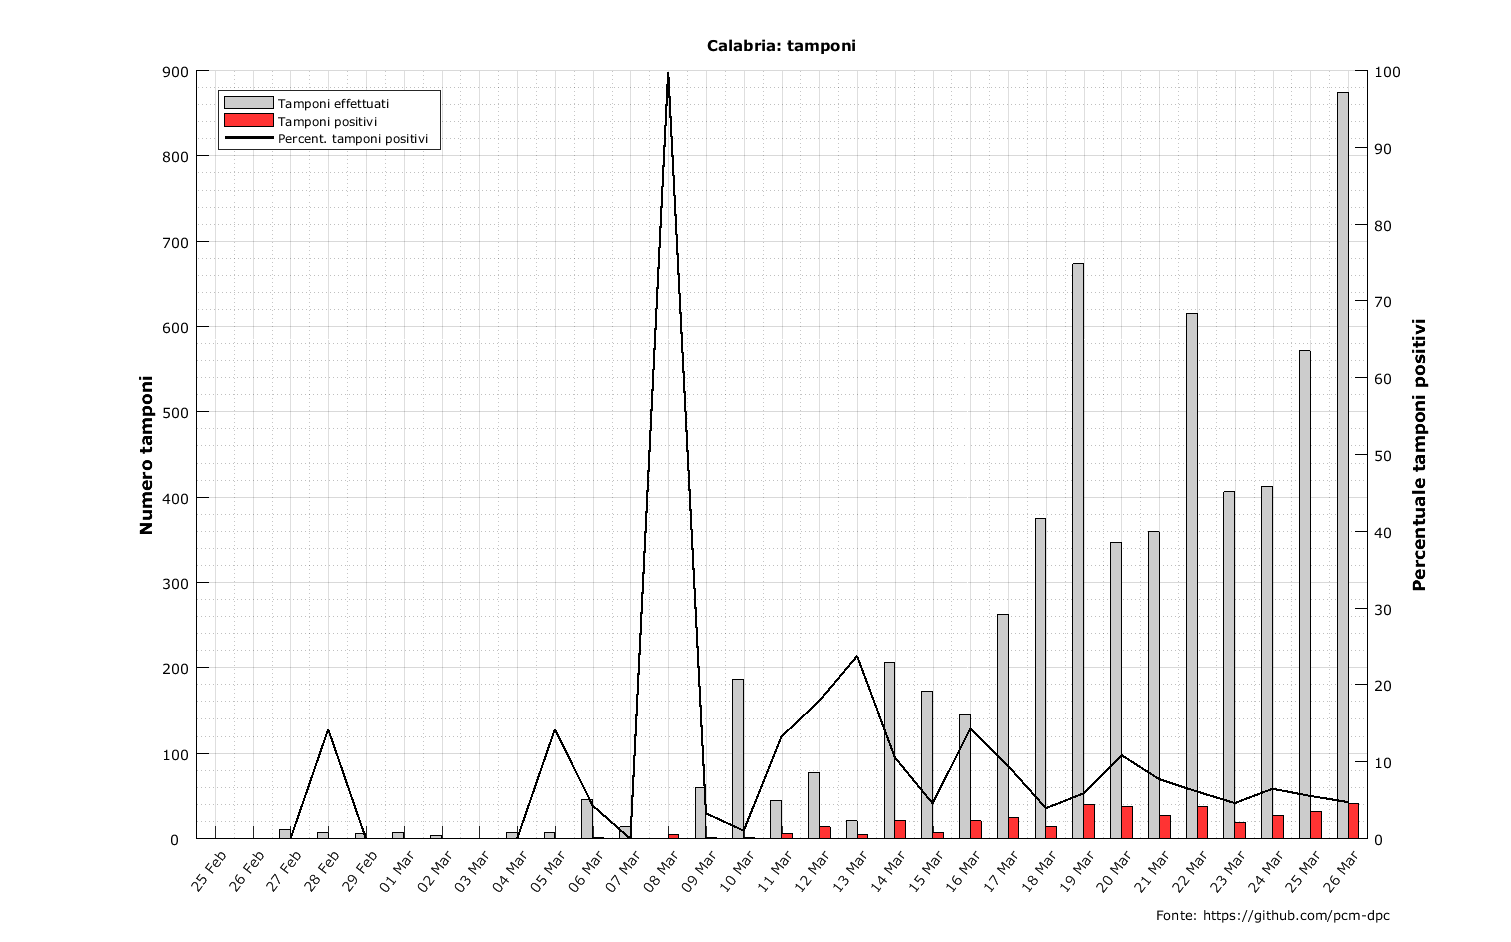 Calabria: tamponi
Tamponi effettuati
Tamponi positivi
Percent. tamponi positivi
Numero tamponi
900
800
700
600
500
400
300
200
100
0
100
90
80
70
60
50
40
30
20
10
0
Percentuale tamponi positivi
25 Feb
26 Feb
27 Feb
28 Feb
29 Feb
01 Mar
02 Mar
03 Mar
04 Mar
05 Mar
06 Mar
07 Mar
08 Mar
09 Mar
10 Mar
11 Mar
12 Mar
13 Mar
14 Mar
15 Mar
16 Mar
17 Mar
18 Mar
19 Mar
20 Mar
21 Mar
22 Mar
23 Mar
24 Mar
25 Mar
26 Mar
Fonte: https://github.com/pcm-dpc